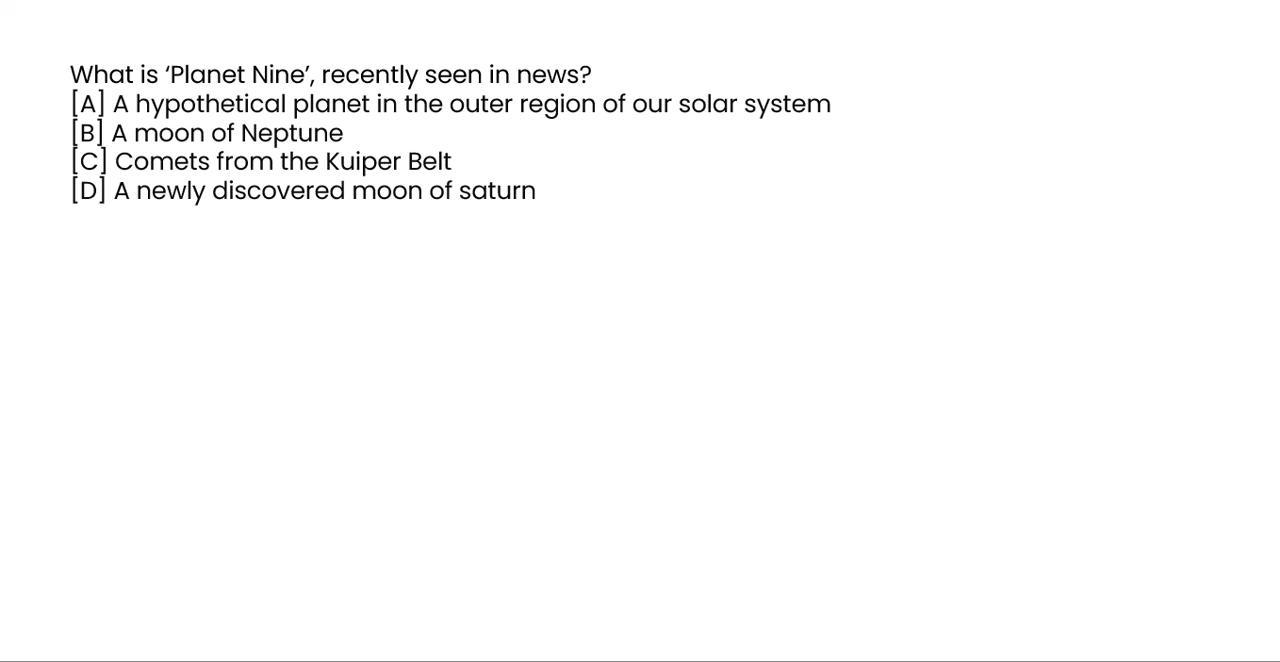 What is ‘Planet Nine’, recently seen in news?
[A] A hypothetical planet in the outer region of our solar system
[B] A moon of Neptune
[C] Comets from the Kuiper Belt
[D] A newly discovered moon of saturn